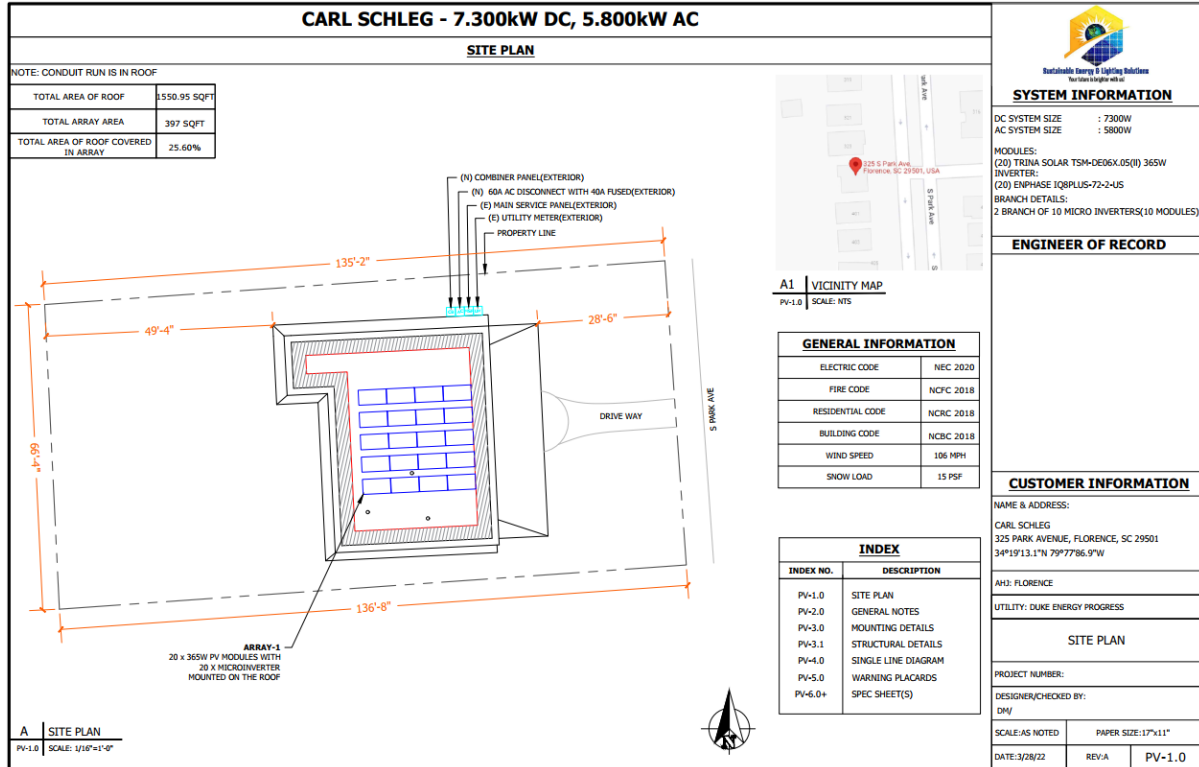 CARL SCHLEG - 7.300kW DC, 5.800kW AC
SITE PLAN
NOTE: CONDUIT RUN IS IN ROOF
TOTAL AREA OF ROOF 1550.95 SQFT
TOTAL ARRAY AREA 397 SQFT
TOTAL AREA OF ROOF COVERED
IN ARRAY
25.60%
(N) COMBINER PANEL(EXTERIOR)
(N) 60A AC DISCONNECT WITH 40A FUSED(EXTERIOR)
(E) MAIN SERVICE PANEL(EXTERIOR)
(E) UTILITY METER(EXTERIOR)
PROPERTY LINE
135'-2"
49'-4"
28'-6"
66'-4"
136'-8"
DRIVE WAY
S PARK AVE
ARRAY-1
20 x 365W PV MODULES WITH
20 X MICROINVERTER
MOUNTED ON THE ROOF
A SITE PLAN
PV-1.0 SCALE: 1/16"=1'-0"
S Park Ave
325 S Park Ave,
Florence, SC 29501, USA
S Park Ave
A1 VICINITY MAP
PV-1.0 SCALE: NTS
GENERAL INFORMATION
ELECTRIC CODE NEC 2020
FIRE CODE NCFC 2018
RESIDENTIAL CODE NCRC 2018
BUILDING CODE NCBC 2018
WIND SPEED 106 MPH
SNOW LOAD 15 PSF
INDEX
INDEX NO. DESCRIPTION
PV-1.0 SITE PLAN
PV-2.0 GENERAL NOTES
PV-3.0 MOUNTING DETAILS
PV-3.1 STRUCTURAL DETAILS
PV-4.0 SINGLE LINE DIAGRAM
PV-5.0 WARNING PLACARDS
PV-6.0+ SPEC SHEET(S)
Sustainable Energy & Lighting Solutions
Your future is brighter with us!
SYSTEM INFORMATION
DC SYSTEM SIZE : 7300W
AC SYSTEM SIZE : 5800W
MODULES:
(20) TRINA SOLAR TSM-DE06X.05(II) 365W
INVERTER:
(20) ENPHASE IQ8PLUS-72-2-US
BRANCH DETAILS:
2 BRANCH OF 10 MICRO INVERTERS(10 MODULES)
ENGINEER OF RECORD
CUSTOMER INFORMATION
NAME & ADDRESS:
CARL SCHLEG
325 PARK AVENUE, FLORENCE, SC 29501
34°19'13.1"N 79°77'86.9"W
AHJ: FLORENCE
UTILITY: DUKE ENERGY PROGRESS
SITE PLAN
PROJECT NUMBER:
DESIGNER/CHECKED BY:
DM/
SCALE:AS NOTED PAPER SIZE:17"x11"
DATE:3/28/22 REV:A PV-1.0